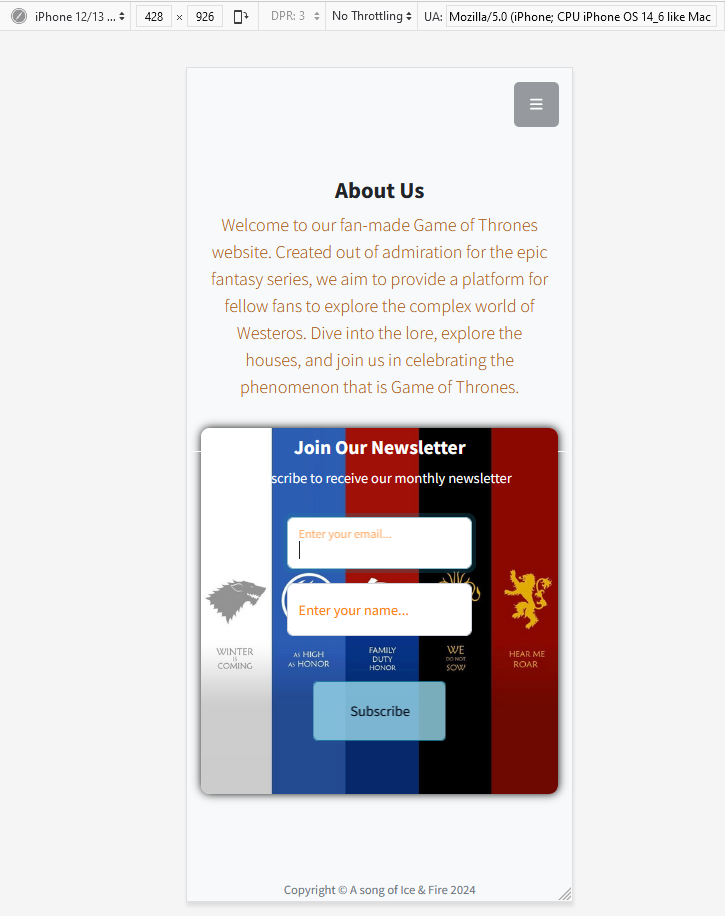 iPhone 12/13 ...
428 × 926
DPR: 3
No Throttling
UA: Mozilla/5.0 (iPhone; CPU iPhone OS 14_6 like Mac
About Us
Welcome to our fan-made Game of Thrones
website. Created out of admiration for the epic
fantasy series, we aim to provide a platform for
fellow fans to explore the complex world of
Westeros. Dive into the lore, explore the
houses, and join us in celebrating the
phenomenon that is Game of Thrones.
Join Our Newsletter
scribe to receive our monthly newsletter
Enter your email...
Enter your name...
WINTER
IS
COMING
AS HIGH
AS HONOR
FAMILY
DUTY
HONOR
WE
DO NOT
SOW
HEAR ME
ROAR
Subscribe
Copyright © A song of Ice & Fire 2024